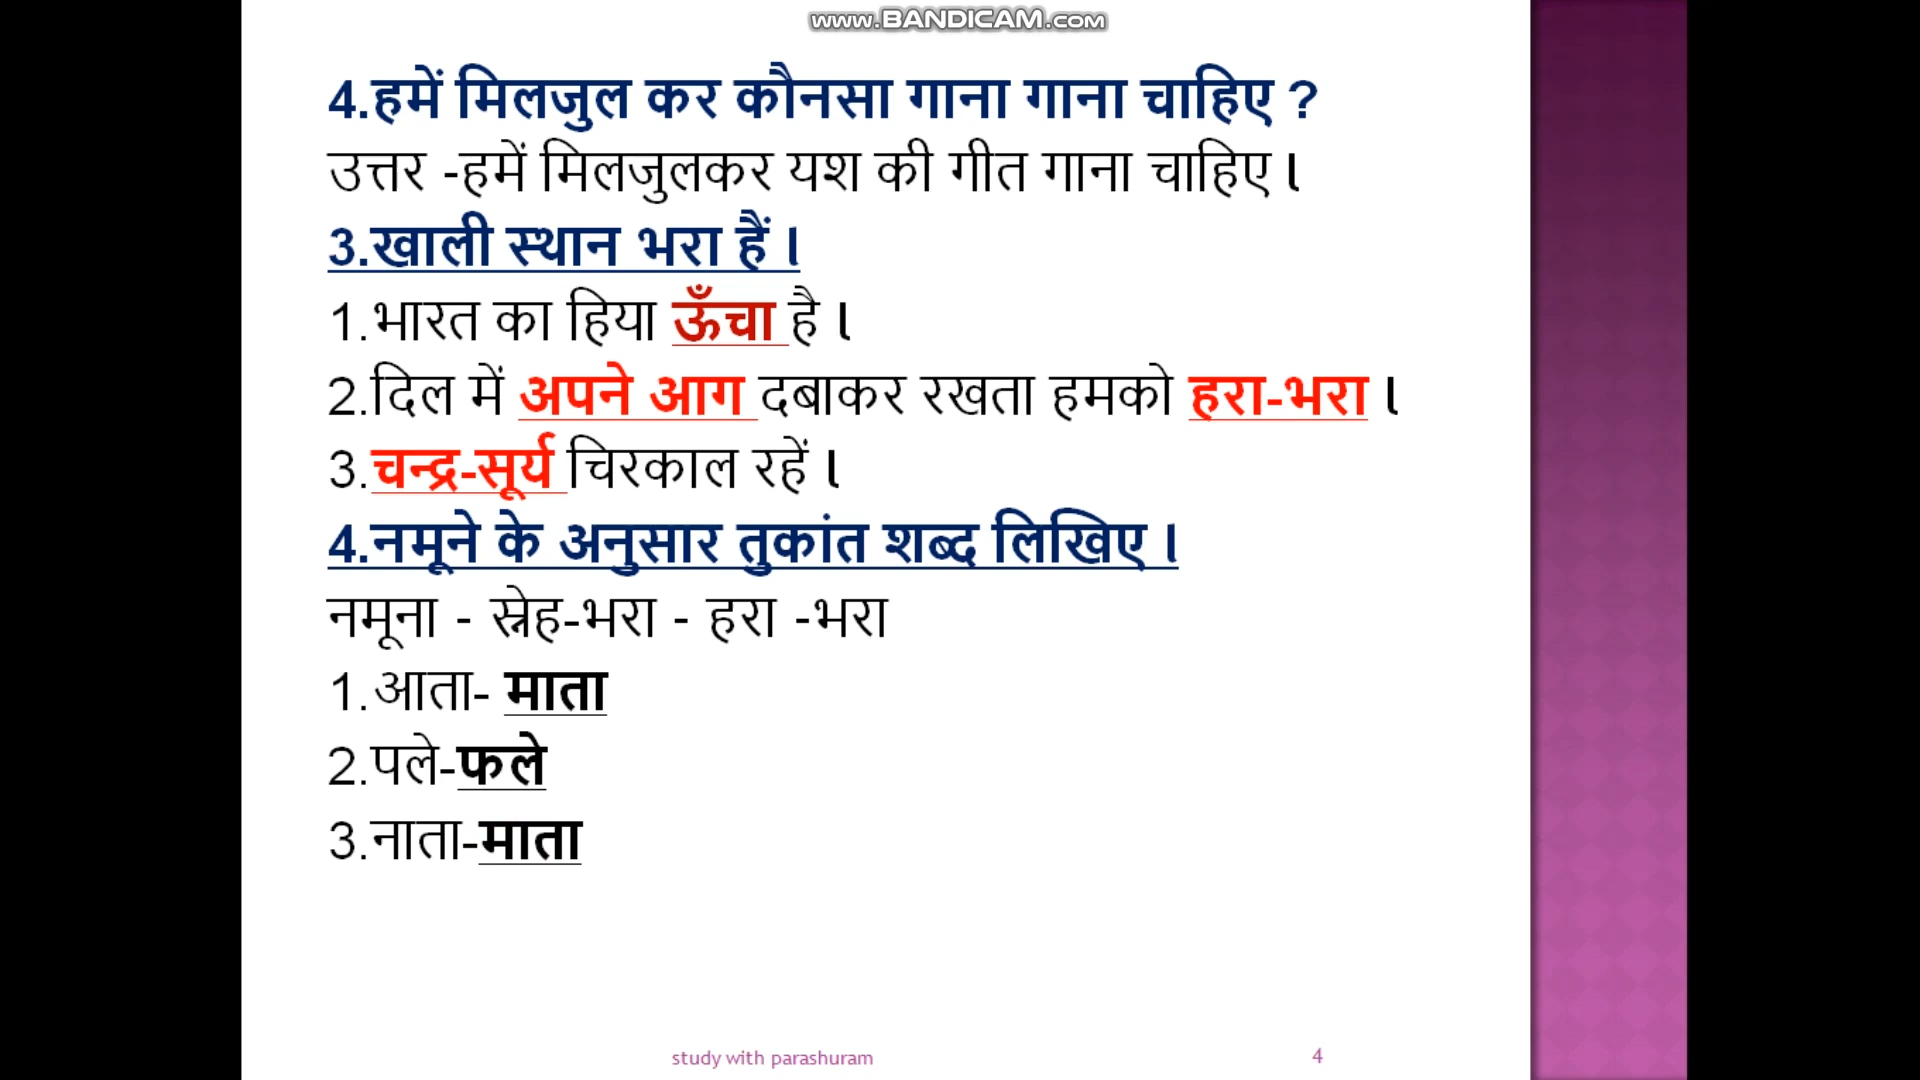 www.BANDICAM.com
4.हमें मिलजुल कर कौनसा गाना गाना चाहिए ?
उत्तर -हमें मिलजुलकर यश की गीत गाना चाहिए।
3.खाली स्थान भरा हैं।
1.भारत का हिया ऊँचा है।
2.दिल में अपने आग दबाकर रखता हमको हरा-भरा।
3.चन्द्र-सूर्य चिरकाल रहें।
4.नमूने के अनुसार तुकांत शब्द लिखिए।
नमूना - स्नेह-भरा - हरा -भरा
1.आता- माता
2.पले-फले
3.नाता-माता
study with parashuram 4